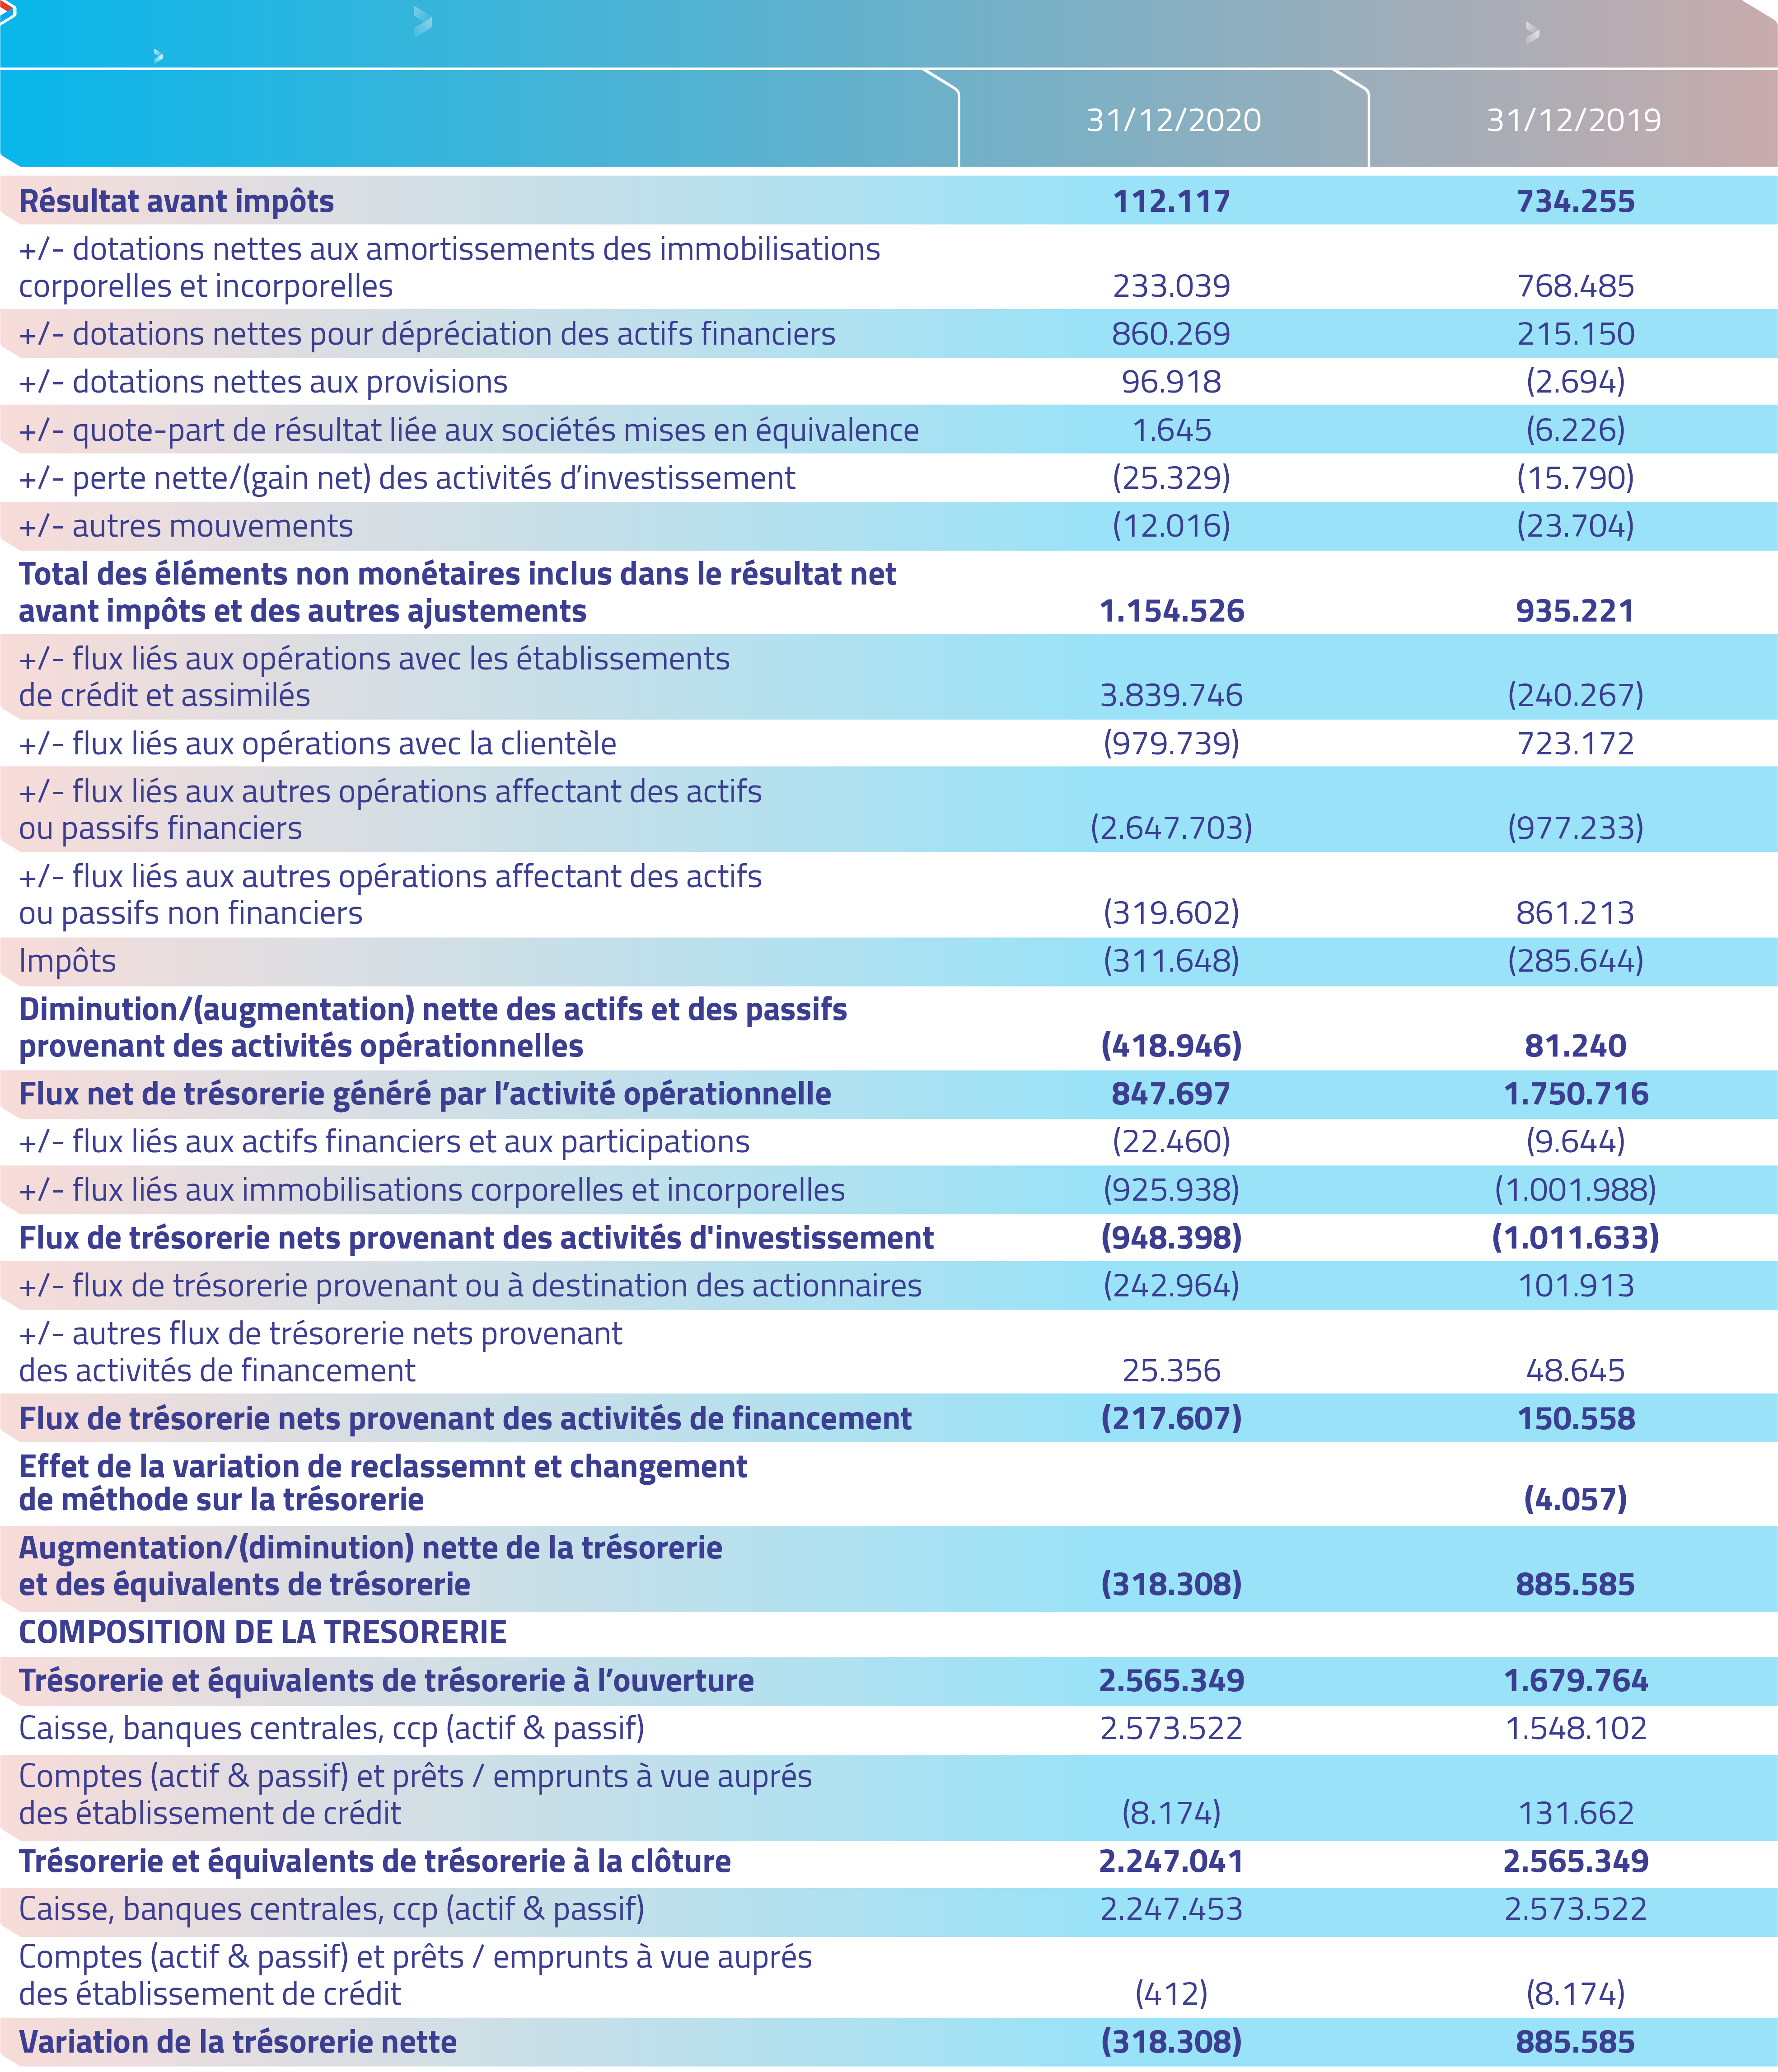 31/12/2020 31/12/2019
Résultat avant impôts 112.117 734.255
+/- dotations nettes aux amortissements des immobilisations
corporelles et incorporelles 233.039 768.485
+/- dotations nettes pour dépréciation des actifs financiers 860.269 215.150
+/- dotations nettes aux provisions 96.918 (2.694)
+/- quote-part de résultat liée aux sociétés mises en équivalence 1.645 (6.226)
+/- perte nette/(gain net) des activités d’investissement (25.329) (15.790)
+/- autres mouvements (12.016) (23.704)
Total des éléments non monétaires inclus dans le résultat net
avant impôts et des autres ajustements 1.154.526 935.221
+/- flux liés aux opérations avec les établissements
de crédit et assimilés 3.839.746 (240.267)
+/- flux liés aux opérations avec la clientèle (979.739) 723.172
+/- flux liés aux autres opérations affectant des actifs
ou passifs financiers (2.647.703) (977.233)
+/- flux liés aux autres opérations affectant des actifs
ou passifs non financiers (319.602) 861.213
Impôts (311.648) (285.644)
Diminution/(augmentation) nette des actifs et des passifs
provenant des activités opérationnelles (418.946) 81.240
Flux net de trésorerie généré par l’activité opérationnelle 847.697 1.750.716
+/- flux liés aux actifs financiers et aux participations (22.460) (9.644)
+/- flux liés aux immobilisations corporelles et incorporelles (925.938) (1.001.988)
Flux de trésorerie nets provenant des activités d'investissement (948.398) (1.011.633)
+/- flux de trésorerie provenant ou à destination des actionnaires (242.964) 101.913
+/- autres flux de trésorerie nets provenant
des activités de financement 25.356 48.645
Flux de trésorerie nets provenant des activités de financement (217.607) 150.558
Effet de la variation de reclassemnt et changement
de méthode sur la trésorerie (4.057)
Augmentation/(diminution) nette de la trésorerie
et des équivalents de trésorerie (318.308) 885.585
COMPOSITION DE LA TRESORERIE
Trésorerie et équivalents de trésorerie à l’ouverture 2.565.349 1.679.764
Caisse, banques centrales, ccp (actif & passif) 2.573.522 1.548.102
Comptes (actif & passif) et prêts / emprunts à vue auprés
des établissement de crédit (8.174) 131.662
Trésorerie et équivalents de trésorerie à la clôture 2.247.041 2.565.349
Caisse, banques centrales, ccp (actif & passif) 2.247.453 2.573.522
Comptes (actif & passif) et prêts / emprunts à vue auprés
des établissement de crédit (412) (8.174)
Variation de la trésorerie nette (318.308) 885.585